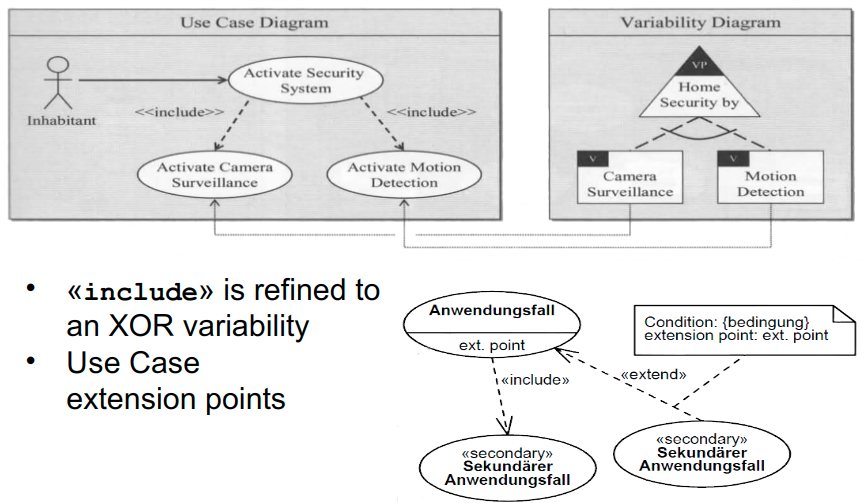 Use Case Diagram
Inhabitant
Activate Security
System
<<include>>
<<include>>
Activate Camera
Surveillance
Activate Motion
Detection
Variability Diagram
VP
Home
Security by
V
Camera
Surveillance
V
Motion
Detection
• «include» is refined to
an XOR variability
• Use Case
extension points
Anwendungsfall
ext. point
Condition: {bedingung}
extension point: ext. point
«include»
«extend»
«secondary»
Sekundärer
Anwendungsfall
«secondary»
Sekundärer
Anwendungsfall